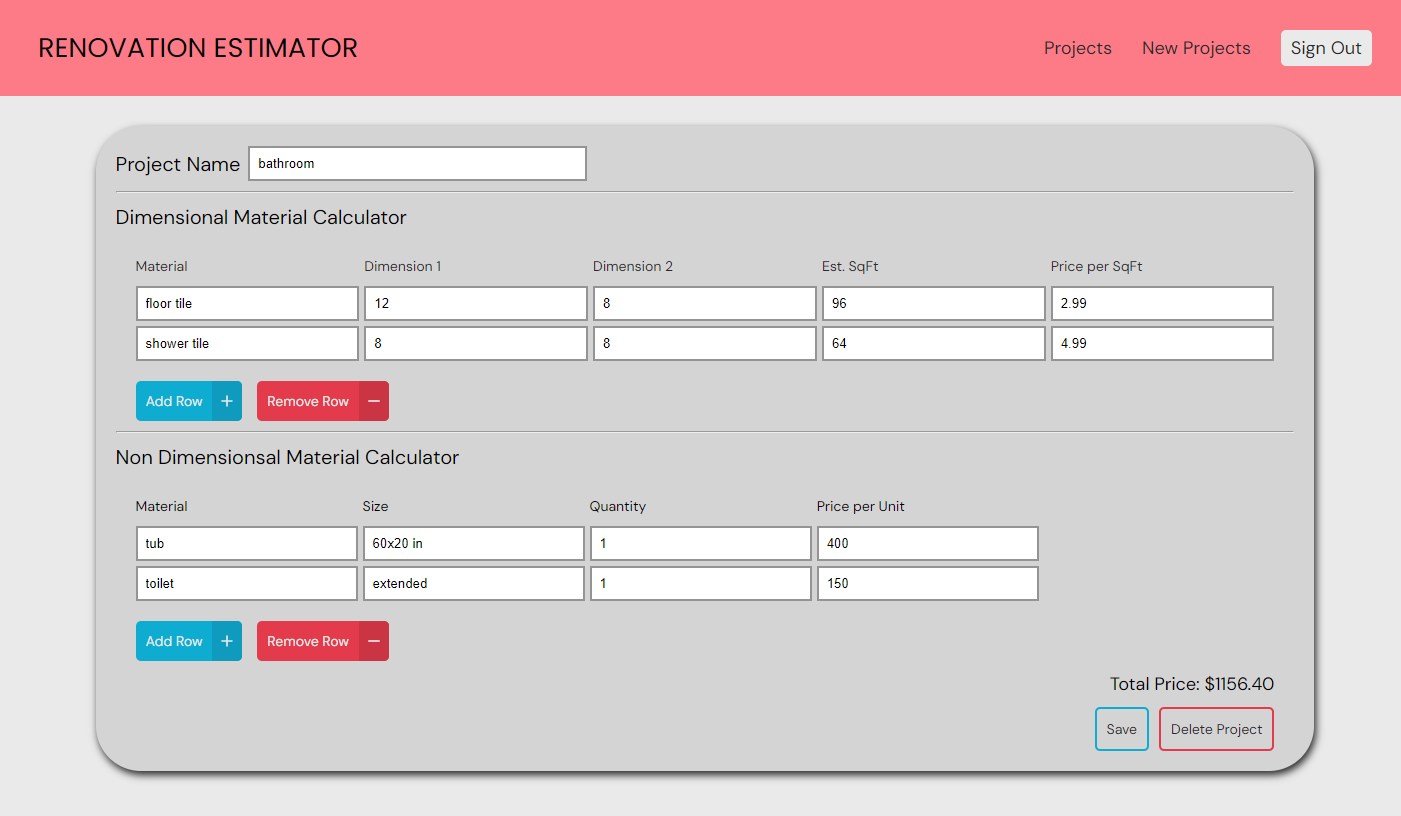 RENOVATION ESTIMATOR Projects New Projects Sign Out
Project Name bathroom
Dimensional Material Calculator
Material Dimension 1 Dimension 2 Est. SqFt Price per SqFt
floor tile 12 8 96 2.99
shower tile 8 8 64 4.99
Add Row + Remove Row −
Non Dimensionsal Material Calculator
Material Size Quantity Price per Unit
tub 60x20 in 1 400
toilet extended 1 150
Add Row + Remove Row −
Total Price: $1156.40
Save Delete Project